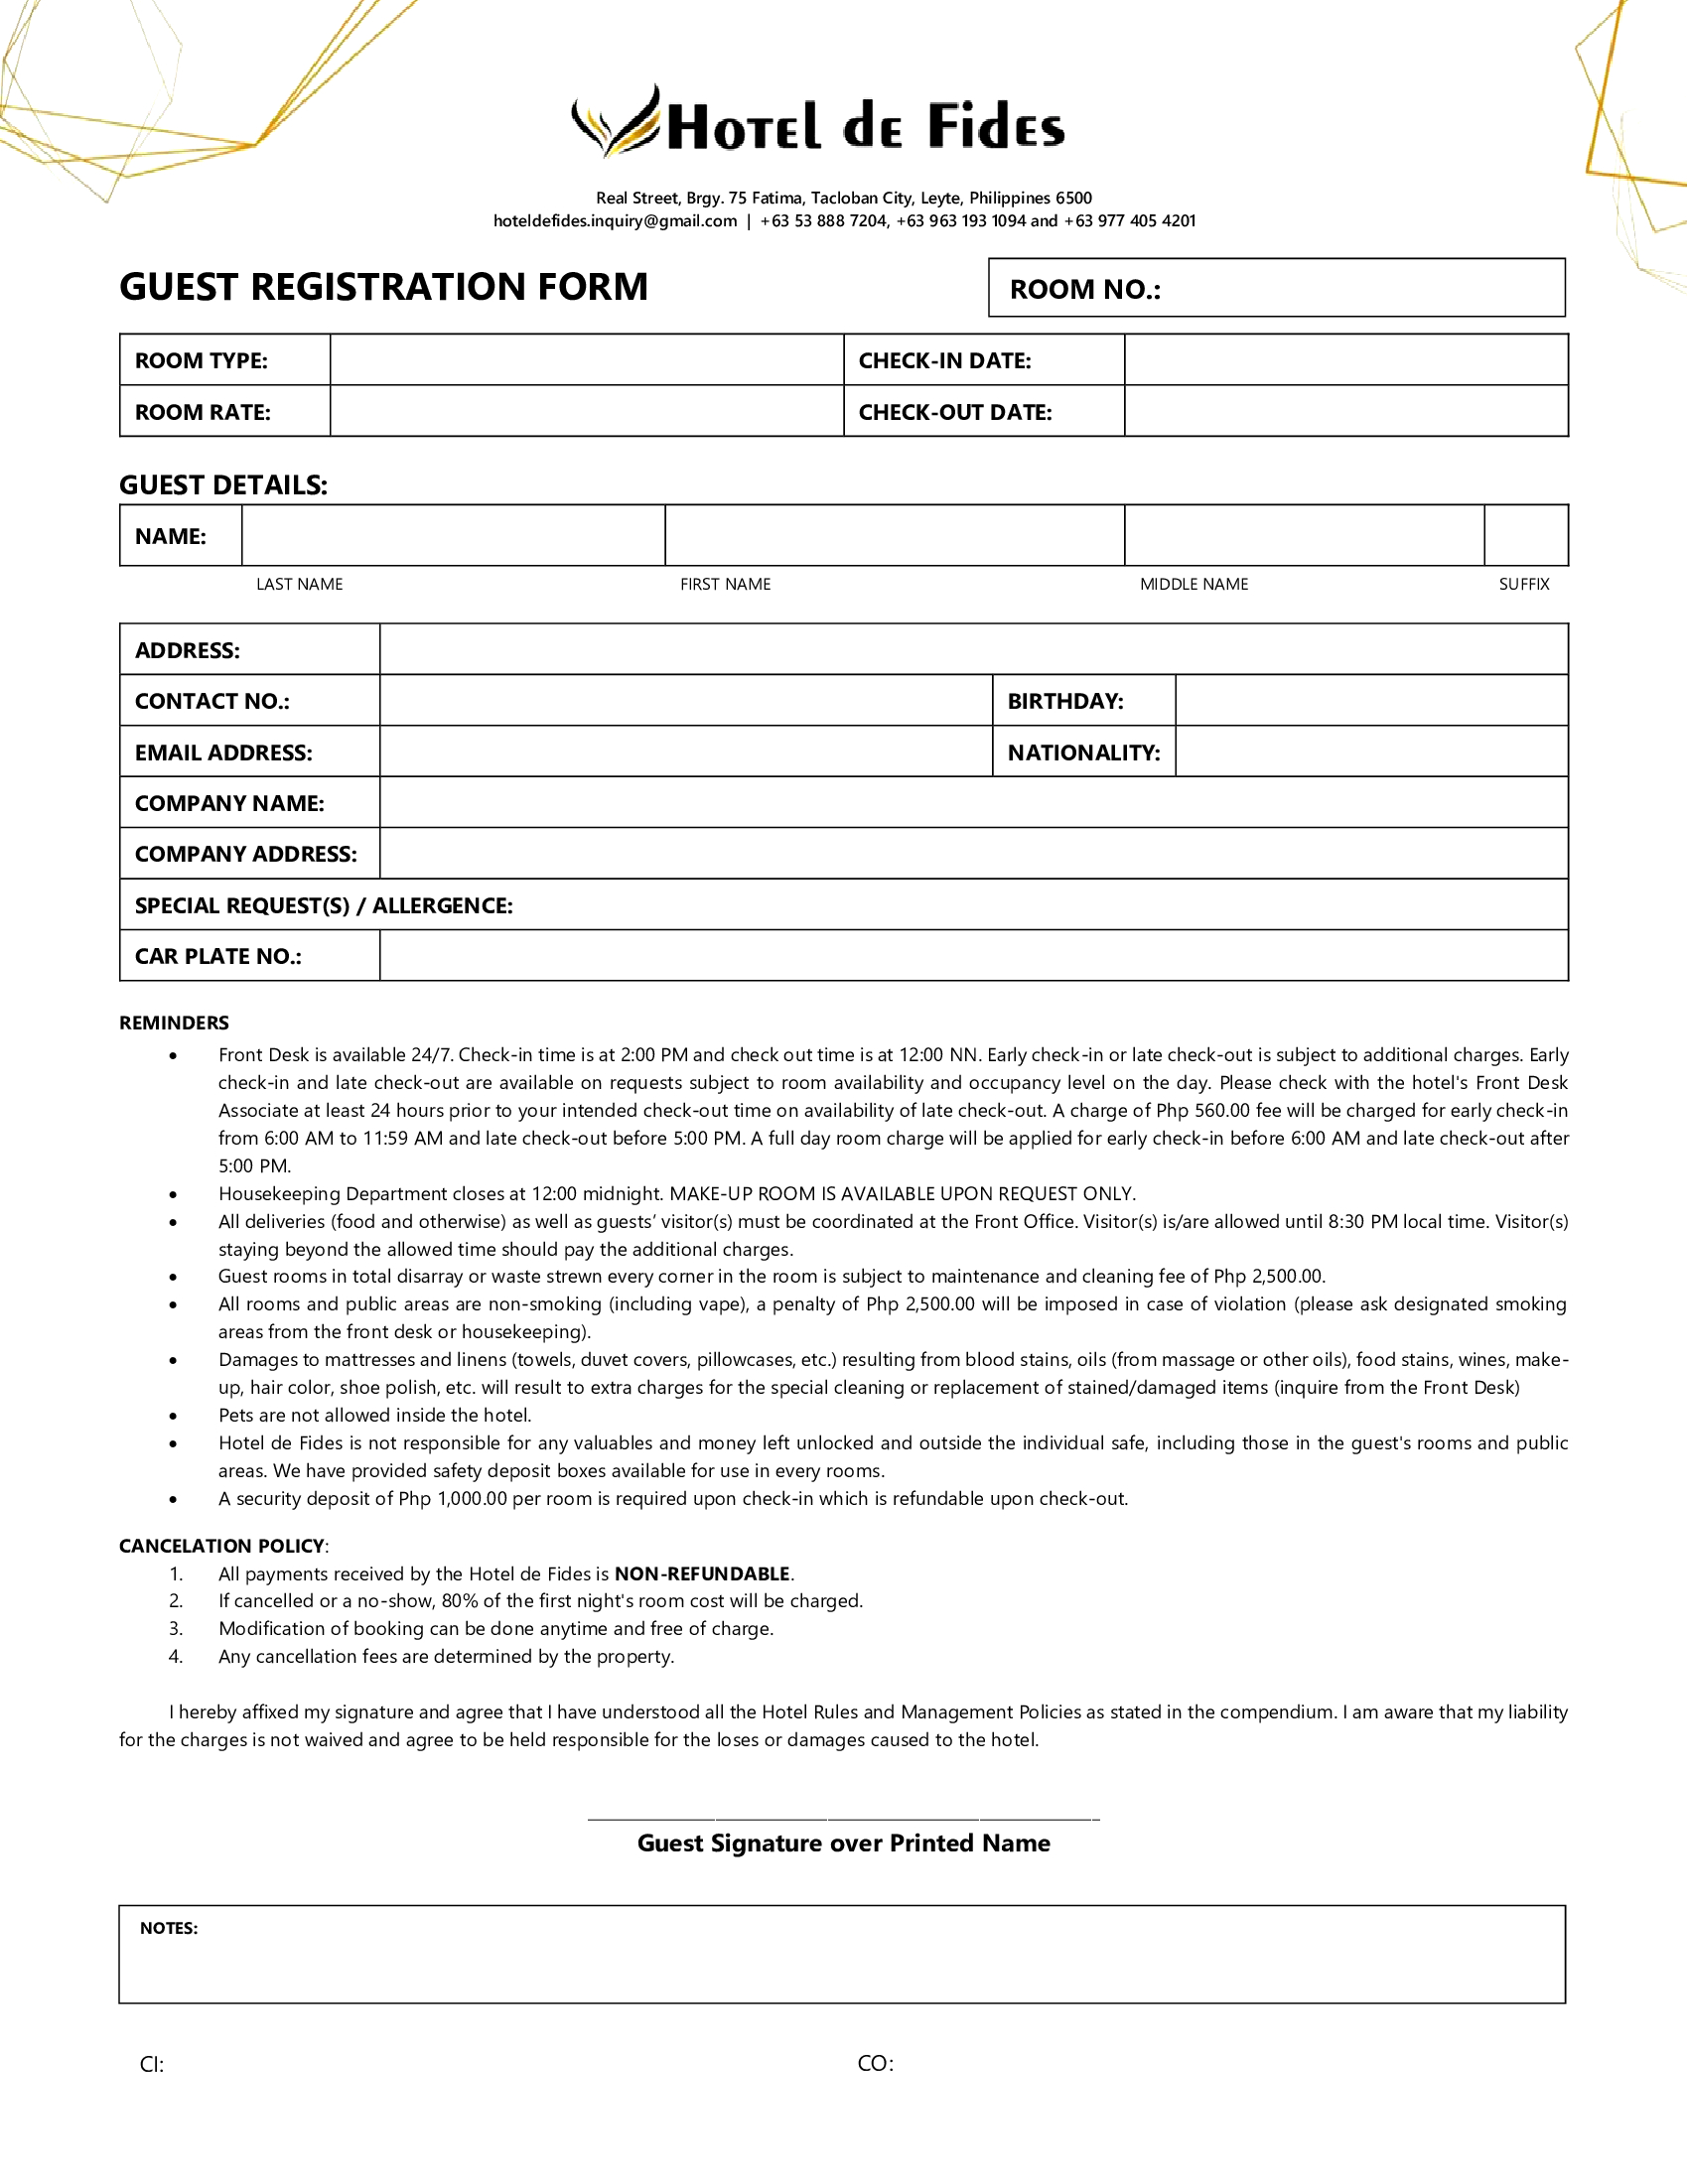 Hotel de Fides
Real Street, Brgy. 75 Fatima, Tacloban City, Leyte, Philippines 6500
hoteldefides.inquiry@gmail.com | +63 53 888 7204, +63 963 193 1094 and +63 977 405 4201
GUEST REGISTRATION FORM
ROOM NO.:
ROOM TYPE:
CHECK-IN DATE:
ROOM RATE:
CHECK-OUT DATE:
GUEST DETAILS:
NAME:
LAST NAME
FIRST NAME
MIDDLE NAME
SUFFIX
ADDRESS:
CONTACT NO.:
BIRTHDAY:
EMAIL ADDRESS:
NATIONALITY:
COMPANY NAME:
COMPANY ADDRESS:
SPECIAL REQUEST(S) / ALLERGENCE:
CAR PLATE NO.:
REMINDERS
• Front Desk is available 24/7. Check-in time is at 2:00 PM and check out time is at 12:00 NN. Early check-in or late check-out is subject to additional charges. Early
check-in and late check-out are available on requests subject to room availability and occupancy level on the day. Please check with the hotel's Front Desk
Associate at least 24 hours prior to your intended check-out time on availability of late check-out. A charge of Php 560.00 fee will be charged for early check-in
from 6:00 AM to 11:59 AM and late check-out before 5:00 PM. A full day room charge will be applied for early check-in before 6:00 AM and late check-out after
5:00 PM.
• Housekeeping Department closes at 12:00 midnight. MAKE-UP ROOM IS AVAILABLE UPON REQUEST ONLY.
• All deliveries (food and otherwise) as well as guests’ visitor(s) must be coordinated at the Front Office. Visitor(s) is/are allowed until 8:30 PM local time. Visitor(s)
staying beyond the allowed time should pay the additional charges.
• Guest rooms in total disarray or waste strewn every corner in the room is subject to maintenance and cleaning fee of Php 2,500.00.
• All rooms and public areas are non-smoking (including vape), a penalty of Php 2,500.00 will be imposed in case of violation (please ask designated smoking
areas from the front desk or housekeeping).
• Damages to mattresses and linens (towels, duvet covers, pillowcases, etc.) resulting from blood stains, oils (from massage or other oils), food stains, wines, make-
up, hair color, shoe polish, etc. will result to extra charges for the special cleaning or replacement of stained/damaged items (inquire from the Front Desk)
• Pets are not allowed inside the hotel.
• Hotel de Fides is not responsible for any valuables and money left unlocked and outside the individual safe, including those in the guest's rooms and public
areas. We have provided safety deposit boxes available for use in every rooms.
• A security deposit of Php 1,000.00 per room is required upon check-in which is refundable upon check-out.
CANCELATION POLICY:
1. All payments received by the Hotel de Fides is NON-REFUNDABLE.
2. If cancelled or a no-show, 80% of the first night's room cost will be charged.
3. Modification of booking can be done anytime and free of charge.
4. Any cancellation fees are determined by the property.
I hereby affixed my signature and agree that I have understood all the Hotel Rules and Management Policies as stated in the compendium. I am aware that my liability
for the charges is not waived and agree to be held responsible for the loses or damages caused to the hotel.
Guest Signature over Printed Name
NOTES:
CI:
CO: